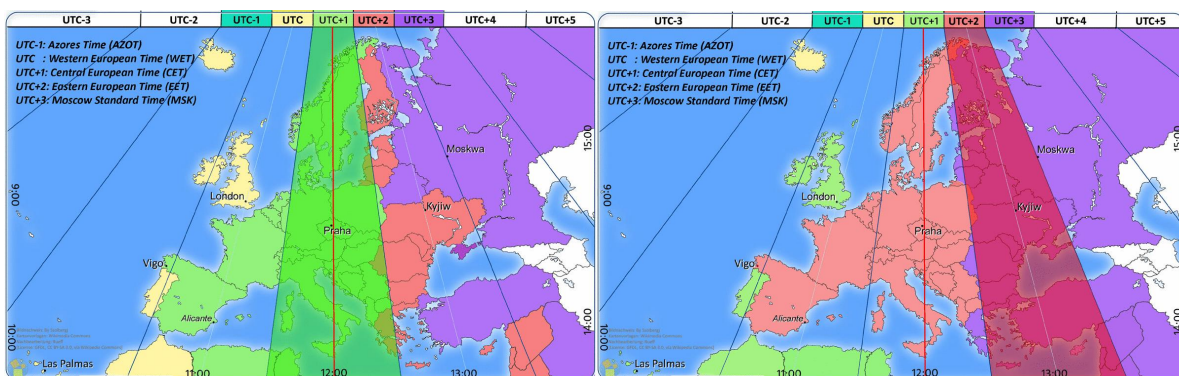 UTC-3 UTC-2 UTC-1 UTC UTC+1 UTC+2 UTC+3 UTC+4 UTC+5
UTC-1: Azores Time (AZOT)
UTC : Western European Time (WET)
UTC+1: Central European Time (CET)
UTC+2: Eastern European Time (EET)
UTC+3: Moscow Standard Time (MSK)
15:00
Moskwa
9:00
London
Kyjiw
Praha
Vigo
Alicante
14:00
10:00
Las Palmas
11:00
12:00
13:00
UTC-3 UTC-2 UTC-1 UTC UTC+1 UTC+2 UTC+3 UTC+4 UTC+5
UTC-1: Azores Time (AZOT)
UTC : Western European Time (WET)
UTC+1: Central European Time (CET)
UTC+2: Eastern European Time (EET)
UTC+3: Moscow Standard Time (MSK)
15:00
Moskwa
9:00
London
Kyjiw
Praha
Vigo
Alicante
14:00
10:00
Las Palmas
11:00
12:00
13:00